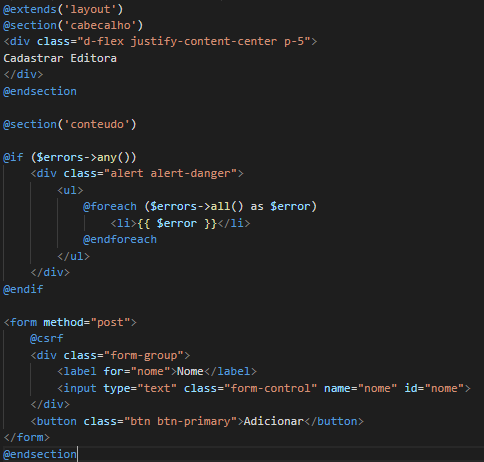 @extends('layout')
@section('cabecalho')
<div class="d-flex justify-content-center p-5">
Cadastrar Editora
</div>
@endsection
@section('conteudo')
@if ($errors->any())
<div class="alert alert-danger">
<ul>
@foreach ($errors->all() as $error)
<li>{{ $error }}</li>
@endforeach
</ul>
</div>
@endif
<form method="post">
@csrf
<div class="form-group">
<label for="nome">Nome</label>
<input type="text" class="form-control" name="nome" id="nome">
</div>
<button class="btn btn-primary">Adicionar</button>
</form>
@endsection